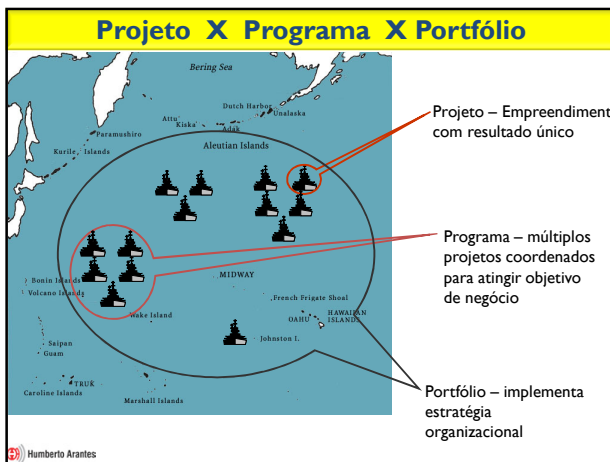 Projeto X Programa X Portfólio
Bering Sea
Dutch Harbor
Unalaska
Attu
Kiska
Adak
Paramushiro
Aleutian Islands
Kurile Islands
Projeto – Empreendiment
com resultado único
Programa – múltiplos
projetos coordenados
para atingir objetivo
de negócio
MIDWAY
Bonin Islands
Volcano Islands
French Frigate Shoal
HAWAIIAN
OAHU ISLANDS
Wake Island
Johnston I.
Saipan
Guam
TRUK
Caroline Islands
Marshall Islands
Portfólio – implementa
estratégia
organizacional
Humberto Arantes